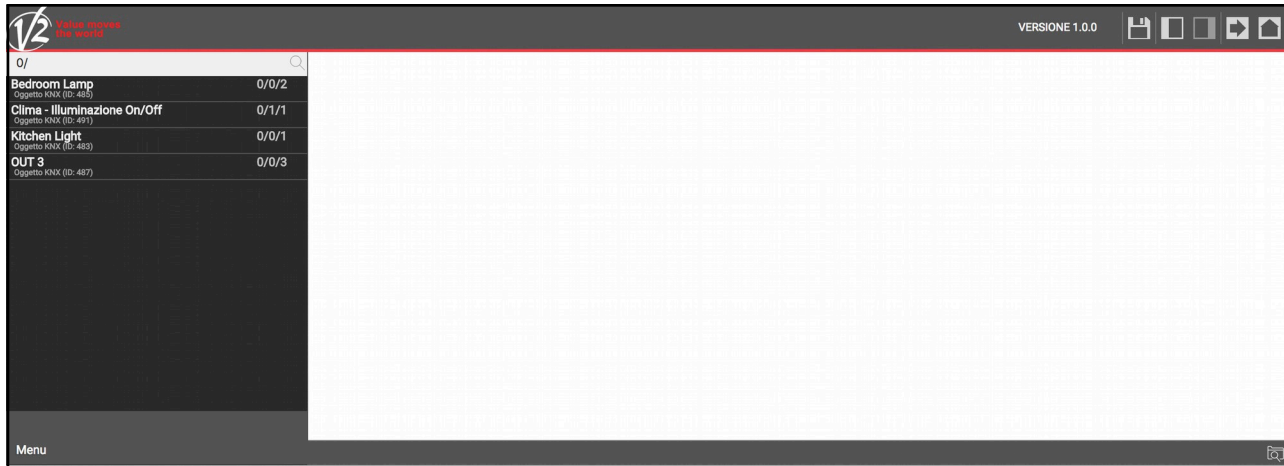 V2
Value moves
the world
VERSIONE 1.0.0
0/
Bedroom Lamp 0/0/2
Oggetto KNX (ID: 485)
Clima - Illuminazione On/Off 0/1/1
Oggetto KNX (ID: 491)
Kitchen Light 0/0/1
Oggetto KNX (ID: 483)
OUT 3 0/0/3
Oggetto KNX (ID: 487)
Menu